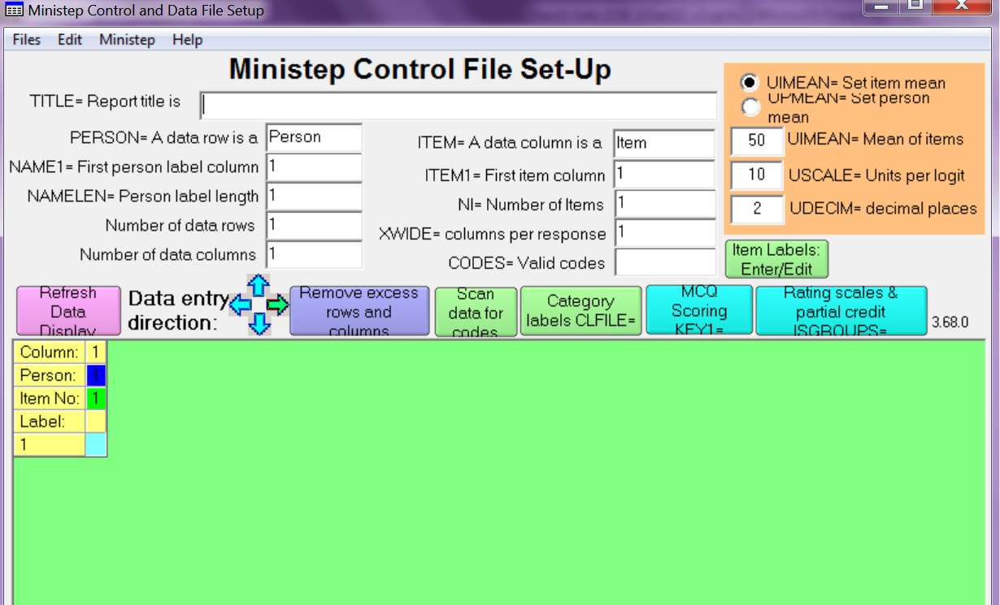 Ministep Control and Data File Setup
Files Edit Ministep Help
Ministep Control File Set-Up
TITLE= Report title is
UIMEAN= Set item mean
UPMEAN= Set person
mean
PERSON= A data row is a Person
ITEM= A data column is a Item
50 UIMEAN= Mean of items
NAME1= First person label column 1
ITEM1= First item column 1
10 USCALE= Units per logit
NAMELEN= Person label length 1
NI= Number of Items 1
2 UDECIM= decimal places
Number of data rows 1
XWIDE= columns per response 1
Number of data columns 1
CODES= Valid codes
Item Labels:
Enter/Edit
Refresh
Data
Display
Data entry
direction:
Remove excess
rows and
columns
Scan
data for
codes
Category
labels CLFILE=
MCQ
Scoring
KEY1=
Rating scales &
partial credit
ISGROUPS=
3.68.0
Column: 1
Person: 1
Item No: 1
Label:
1